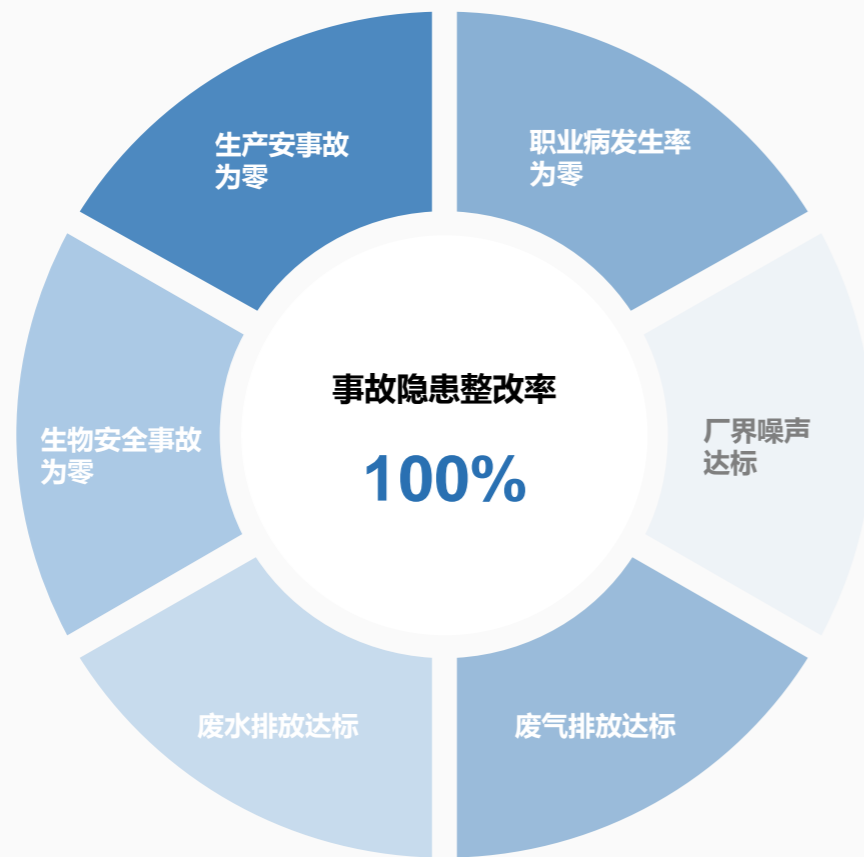 生产安事故
为零
职业病发生率
为零
事故隐患整改率
100%
生物安全事故
为零
厂界噪声
达标
废水排放达标
废气排放达标